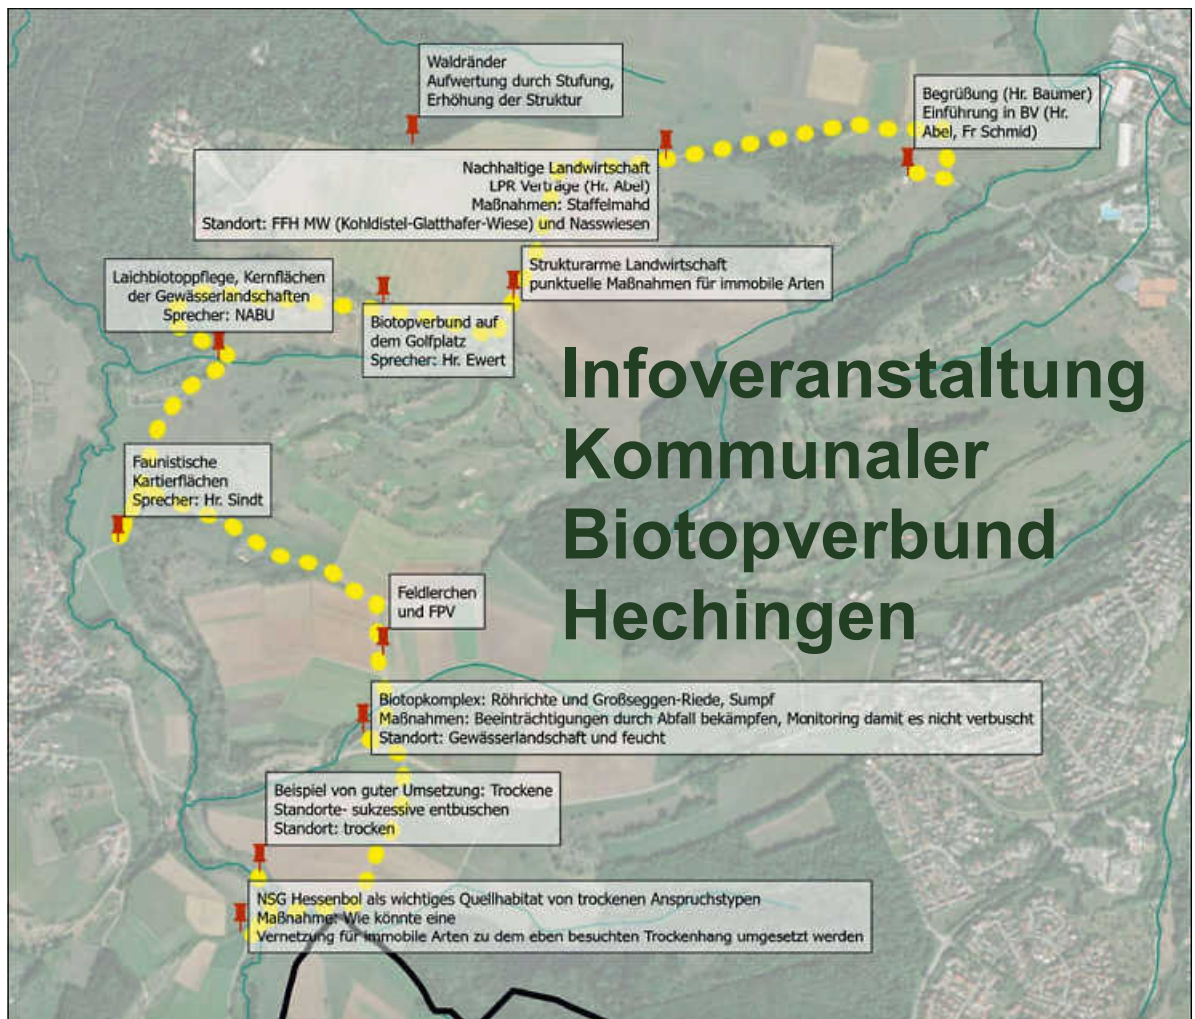 Waldränder
Aufwertung durch Stufung,
Erhöhung der Struktur
Begrüßung (Hr. Baumer)
Einführung in BV (Hr.
Abel, Fr Schmid)
Nachhaltige Landwirtschaft
LPR Verträge (Hr. Abel)
Maßnahmen: Staffelmahd
Standort: FFH MW (Kohldistel-Glatthafer-Wiese) und Nasswiesen
Strukturarme Landwirtschaft
punktuelle Maßnahmen für immobile Arten
Laichbiotoppflege, Kernflächen
der Gewässerlandschaften
Sprecher: NABU
Biotopverbund auf
dem Golfplatz
Sprecher: Hr. Ewert
Infoveranstaltung
Kommunaler
Biotopverbund
Hechingen
Faunistische
Kartierflächen
Sprecher: Hr. Sindt
Feldlerchen
und FPV
Biotopkomplex: Röhrichte und Großseggen-Riede, Sumpf
Maßnahmen: Beeinträchtigungen durch Abfall bekämpfen, Monitoring damit es nicht verbuscht
Standort: Gewässerlandschaft und feucht
Beispiel von guter Umsetzung: Trockene
Standorte- sukzessive entbuschen
Standort: trocken
NSG Hessenbol als wichtiges Quellhabitat von trockenen Anspruchstypen
Maßnahme: Wie könnte eine
Vernetzung für immobile Arten zu dem eben besuchten Trockenhang umgesetzt werden